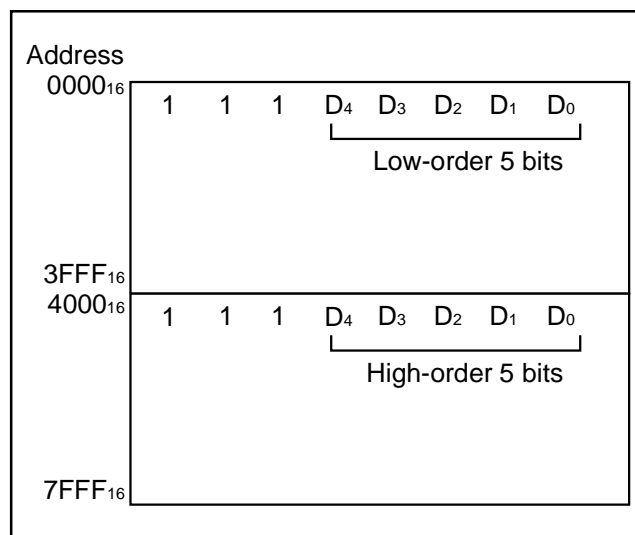 Address
0000₁₆
1 1 1 D₄ D₃ D₂ D₁ D₀
Low-order 5 bits
3FFF₁₆
4000₁₆
1 1 1 D₄ D₃ D₂ D₁ D₀
High-order 5 bits
7FFF₁₆